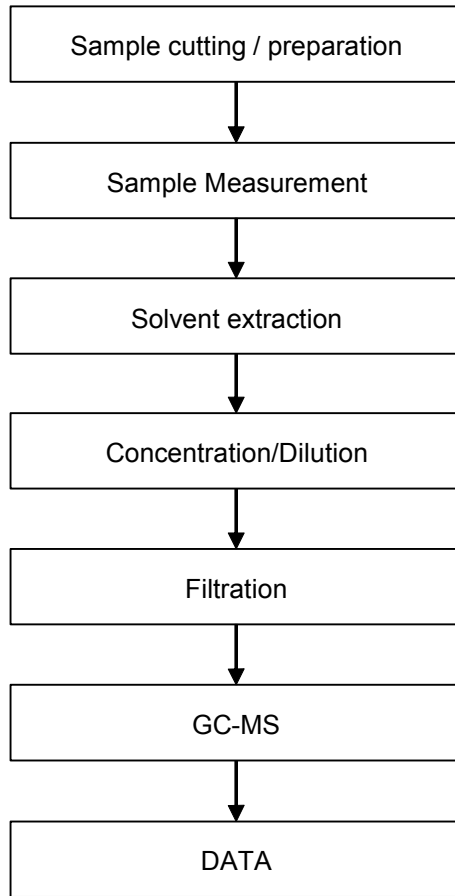 Sample cutting / preparation
Sample Measurement
Solvent extraction
Concentration/Dilution
Filtration
GC-MS
DATA